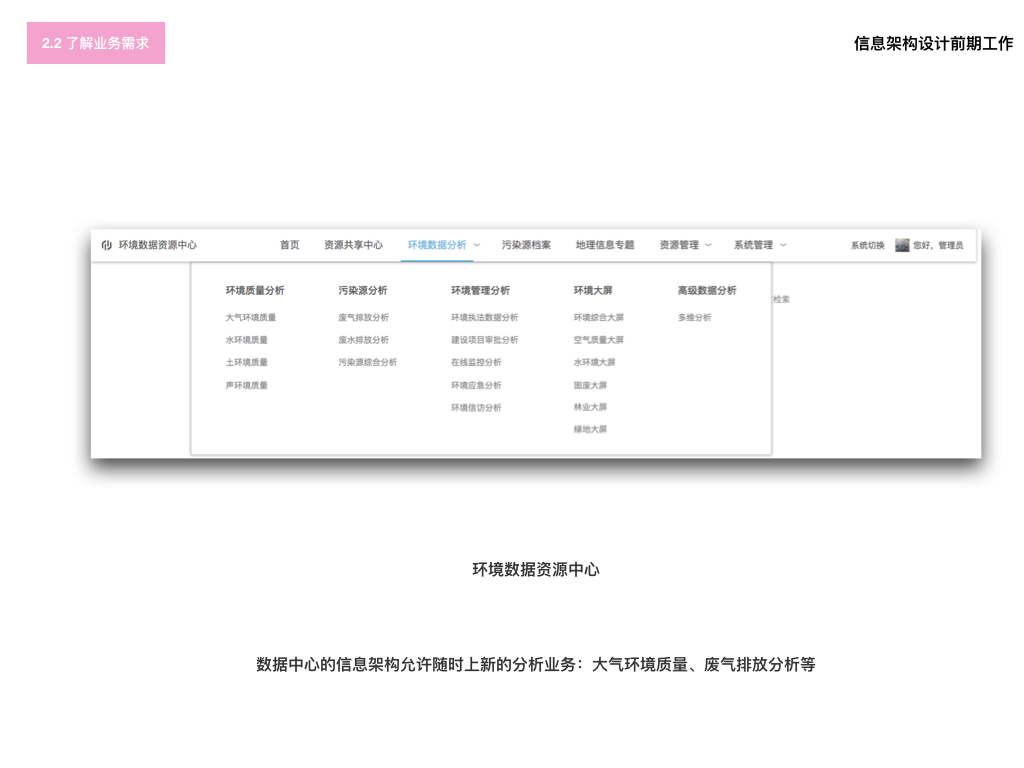 2.2 了解业务需求
信息架构设计前期工作
环境数据资源中心 首页 资源共享中心 环境数据分析 污染源档案 地理信息专题 资源管理 系统管理 系统切换 您好，管理员
环境质量分析 污染源分析 环境管理分析 环境大屏 高级数据分析
检索
大气环境质量 废气排放分析 环境执法数据分析 环境综合大屏 多维分析
水环境质量 废水排放分析 建设项目审批分析 空气质量大屏
土环境质量 污染源综合分析 在线监控分析 水环境大屏
声环境质量 环境应急分析 固废大屏
环境信访分析 林业大屏
绿地大屏
环境数据资源中心
数据中心的信息架构允许随时上新的分析业务：大气环境质量、废气排放分析等